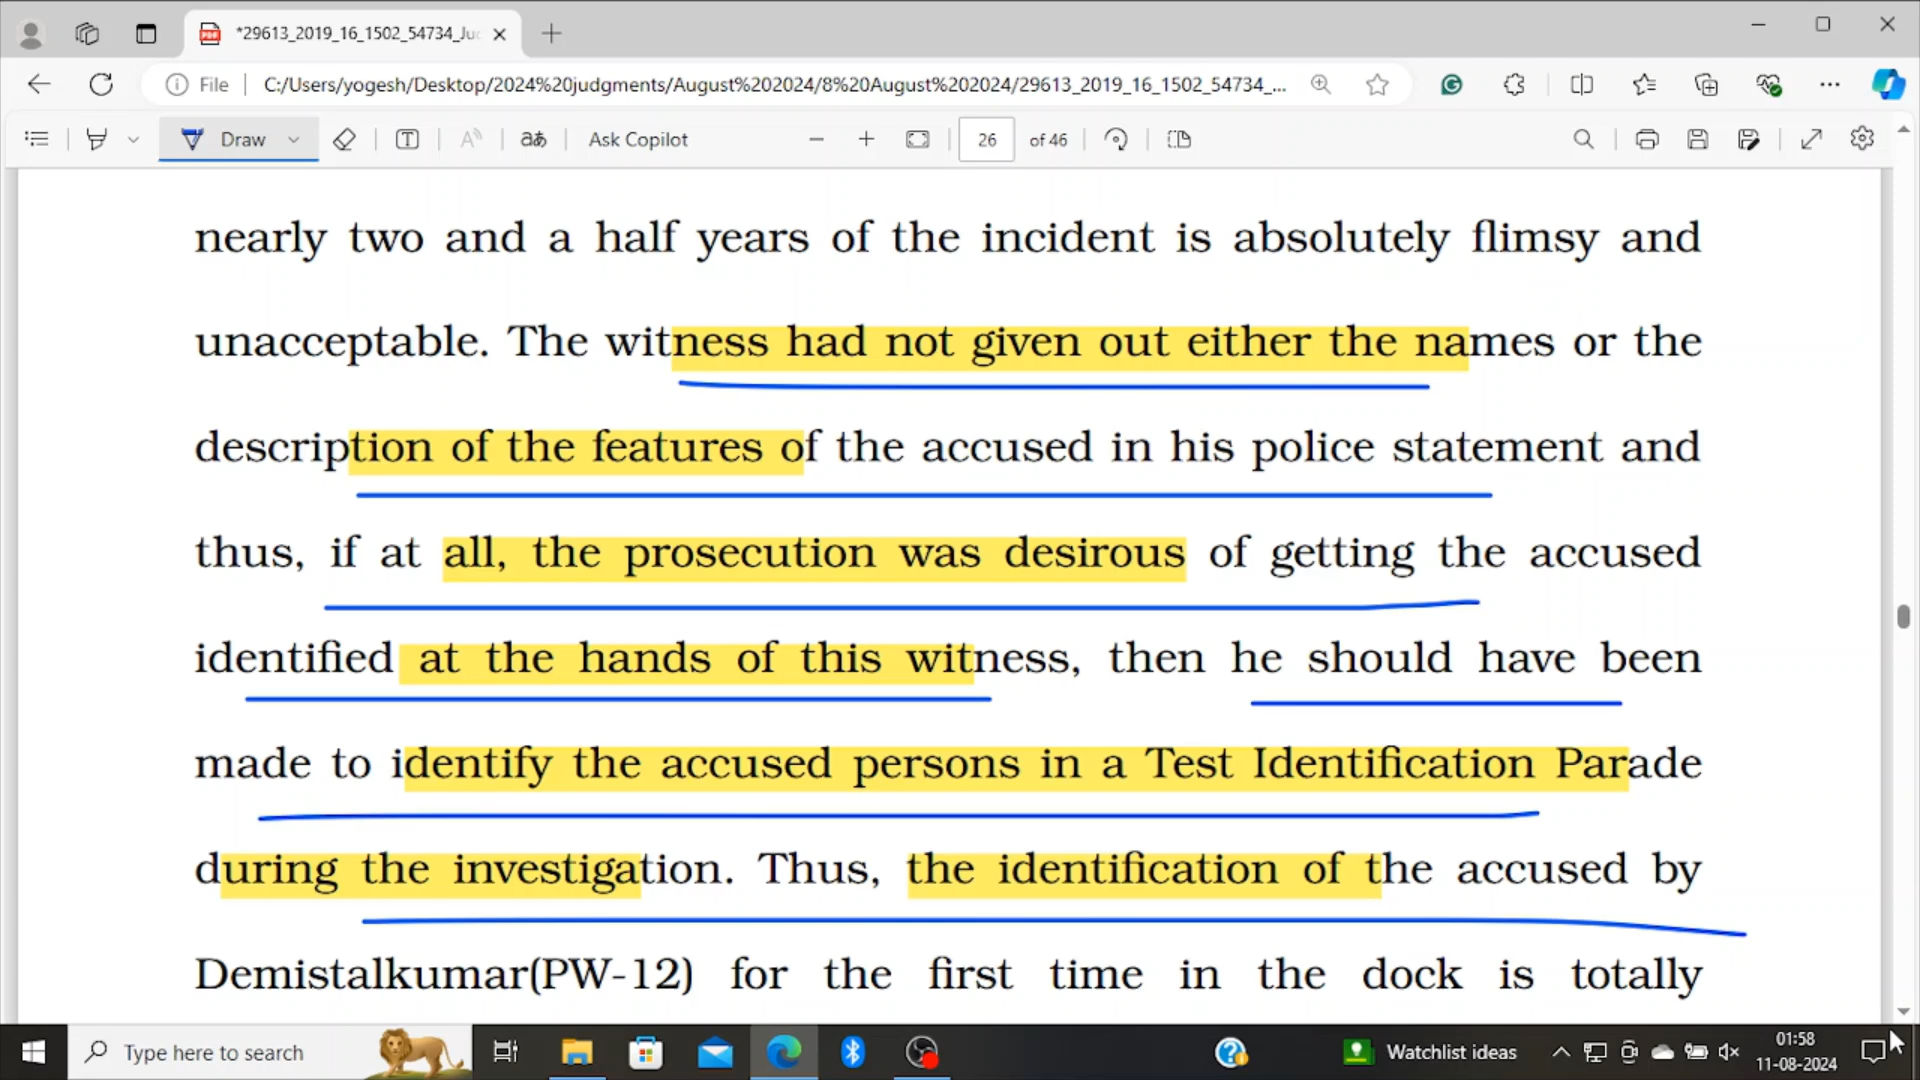 *29613_2019_16_1502_54734_Ju
File
C:/Users/yogesh/Desktop/2024%20judgments/August%202024/8%20August%202024/29613_2019_16_1502_54734_...
Draw
Ask Copilot
26 of 46
nearly two and a half years of the incident is absolutely flimsy and
unacceptable. The witness had not given out either the names or the
description of the features of the accused in his police statement and
thus, if at all, the prosecution was desirous of getting the accused
identified at the hands of this witness, then he should have been
made to identify the accused persons in a Test Identification Parade
during the investigation. Thus, the identification of the accused by
Demistalkumar(PW-12) for the first time in the dock is totally
Type here to search
Watchlist ideas
01:58
11-08-2024